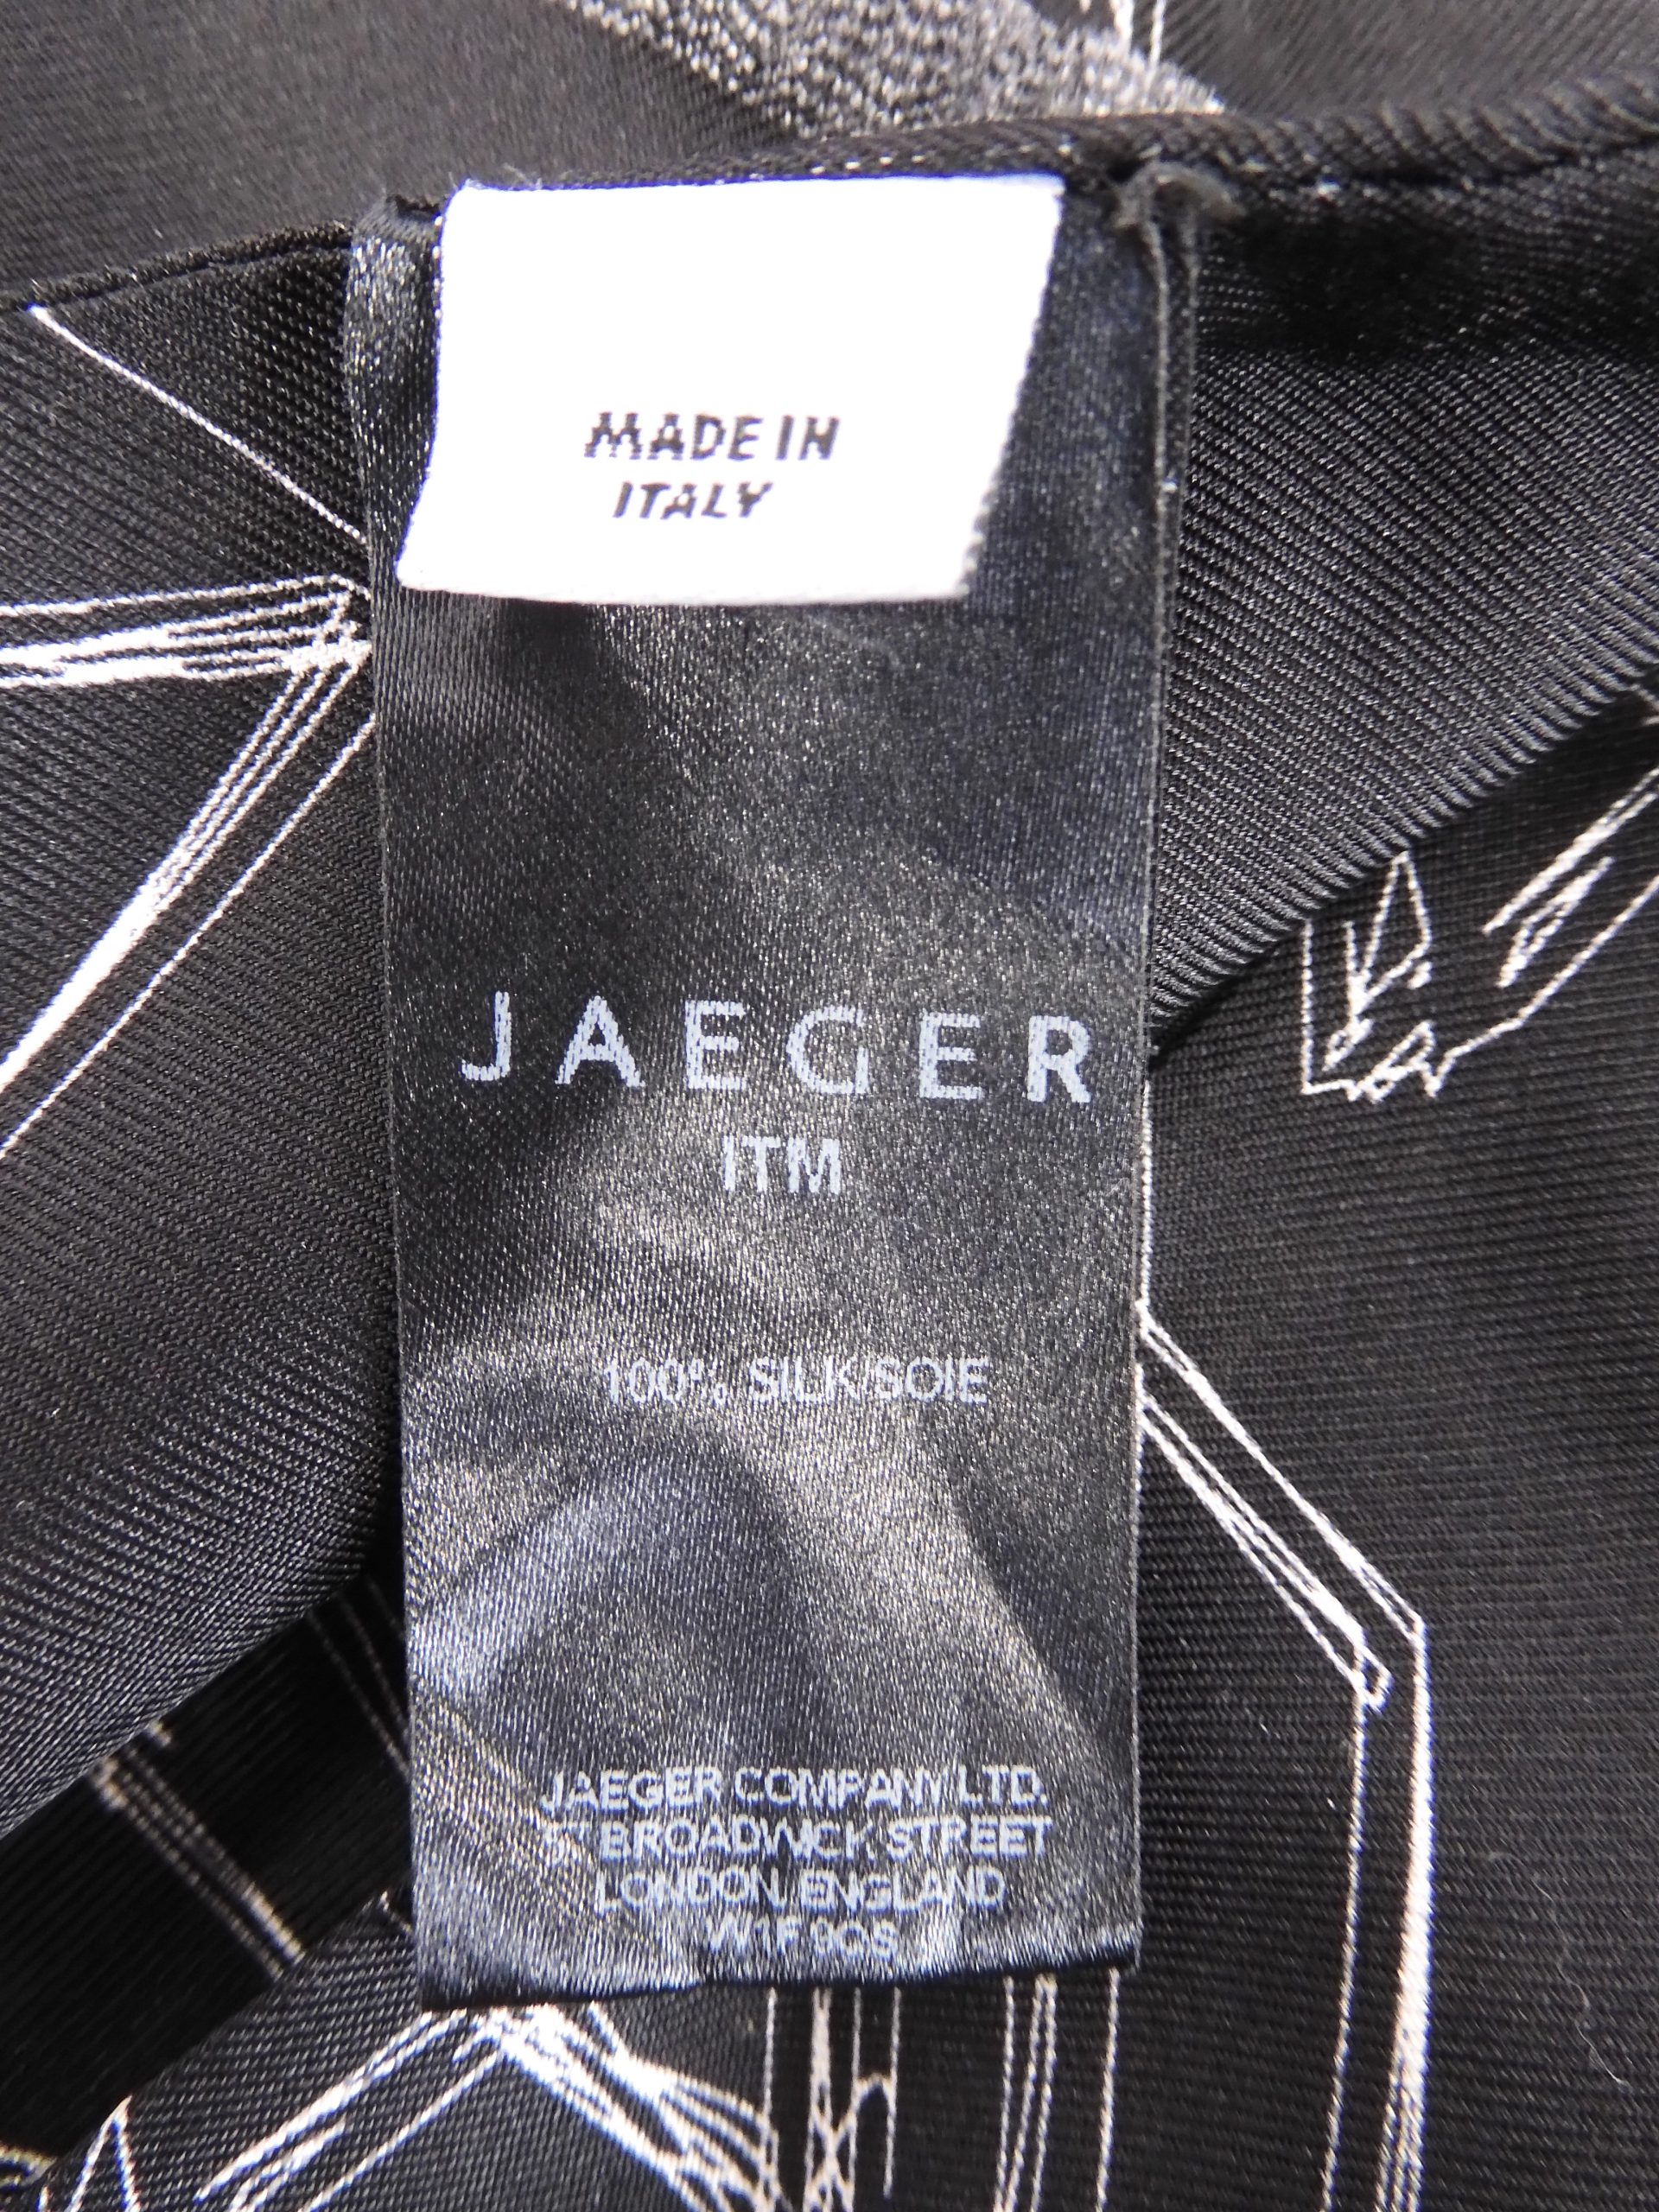 MADE IN
ITALY
JAEGER
ITM
100% SILK/SOIE
JAEGER COMPANY LTD.
57 BROADWICK STREET
LONDON, ENGLAND
W1F 9QS